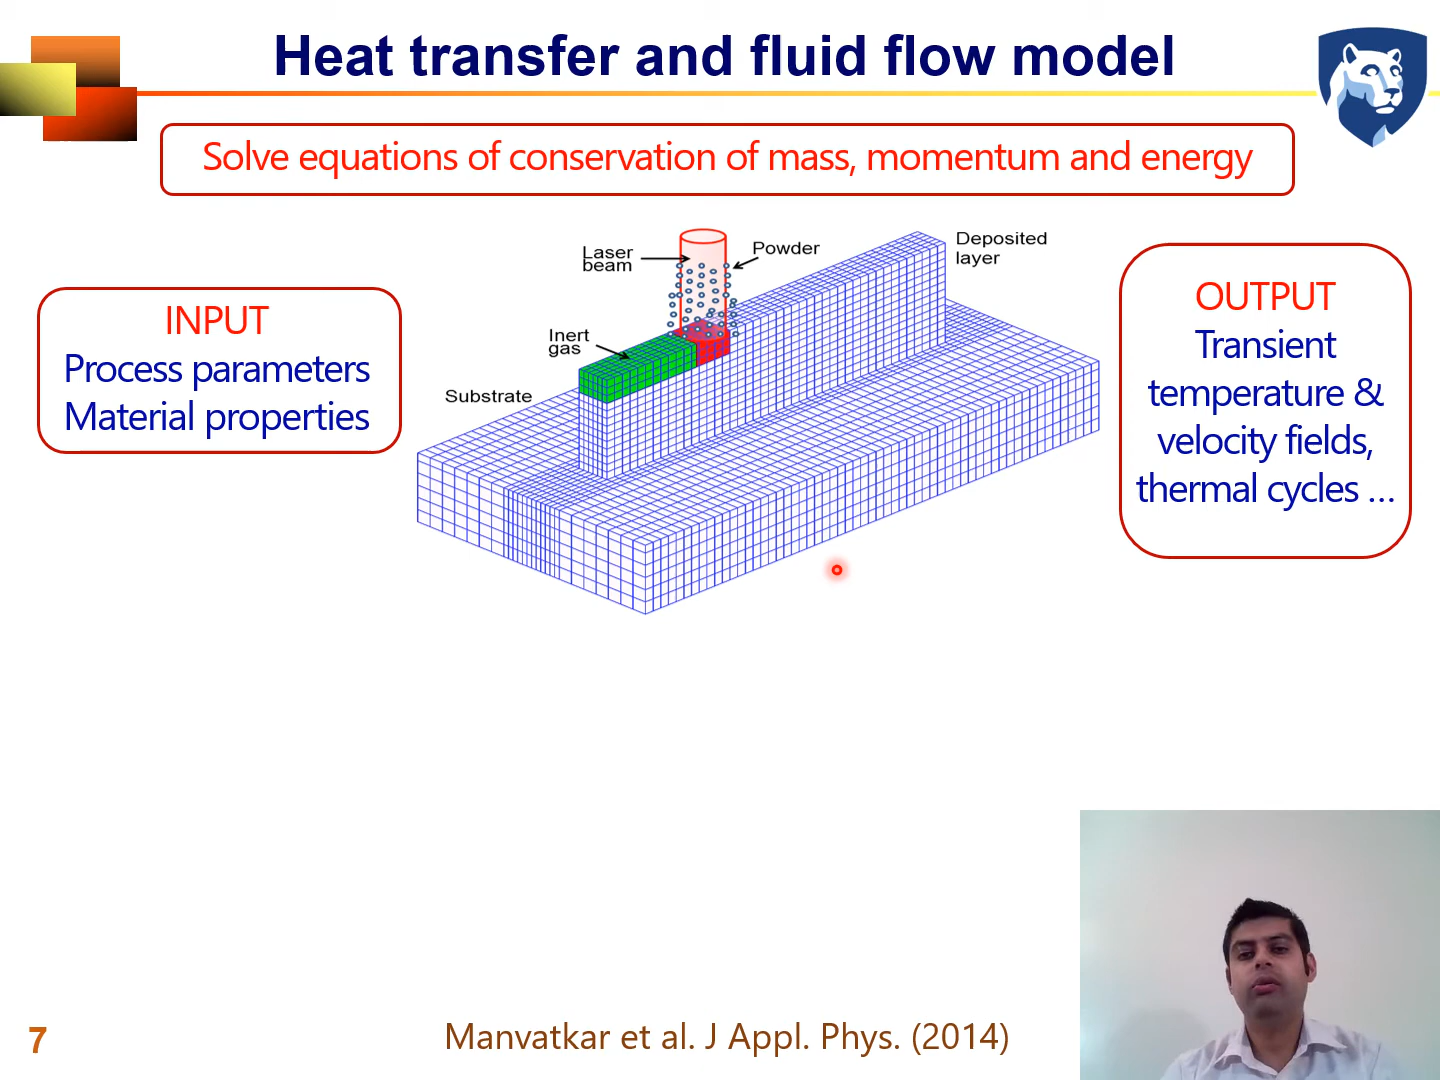 Heat transfer and fluid flow model
Solve equations of conservation of mass, momentum and energy
INPUT
Process parameters
Material properties
Laser
beam
Powder
Deposited
layer
Inert
gas
Substrate
OUTPUT
Transient
temperature &
velocity fields,
thermal cycles ...
7
Manvatkar et al. J Appl. Phys. (2014)